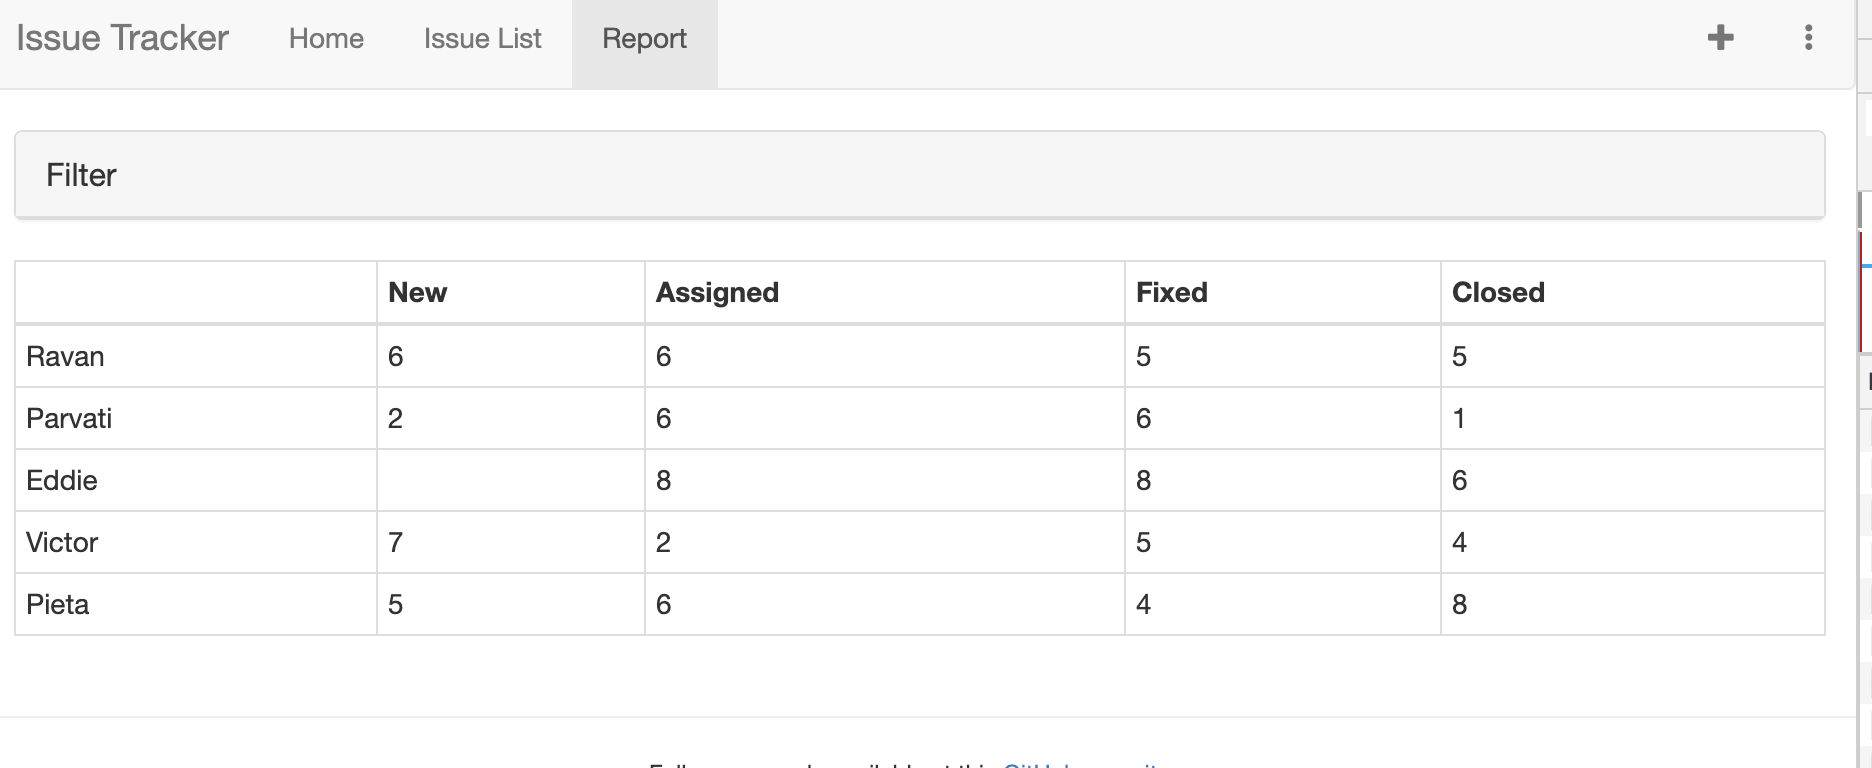 Issue Tracker Home Issue List Report
Filter
New Assigned Fixed Closed
Ravan 6 6 5 5
Parvati 2 6 6 1
Eddie 8 8 6
Victor 7 2 5 4
Pieta 5 6 4 8